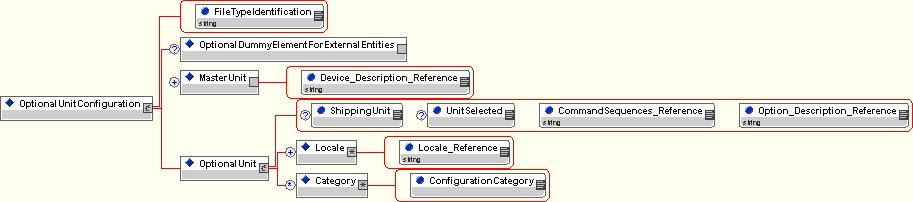 FileTypeIdentification
string
? OptionalDummyElementForExternalEntities
+ MasterUnit
Device_Description_Reference
string
OptionalUnitConfiguration
? ShippingUnit ? UnitSelected CommandSequences_Reference Option_Description_Reference
string string
OptionalUnit
+ Locale *
Locale_Reference
string
* Category *
ConfigurationCategory